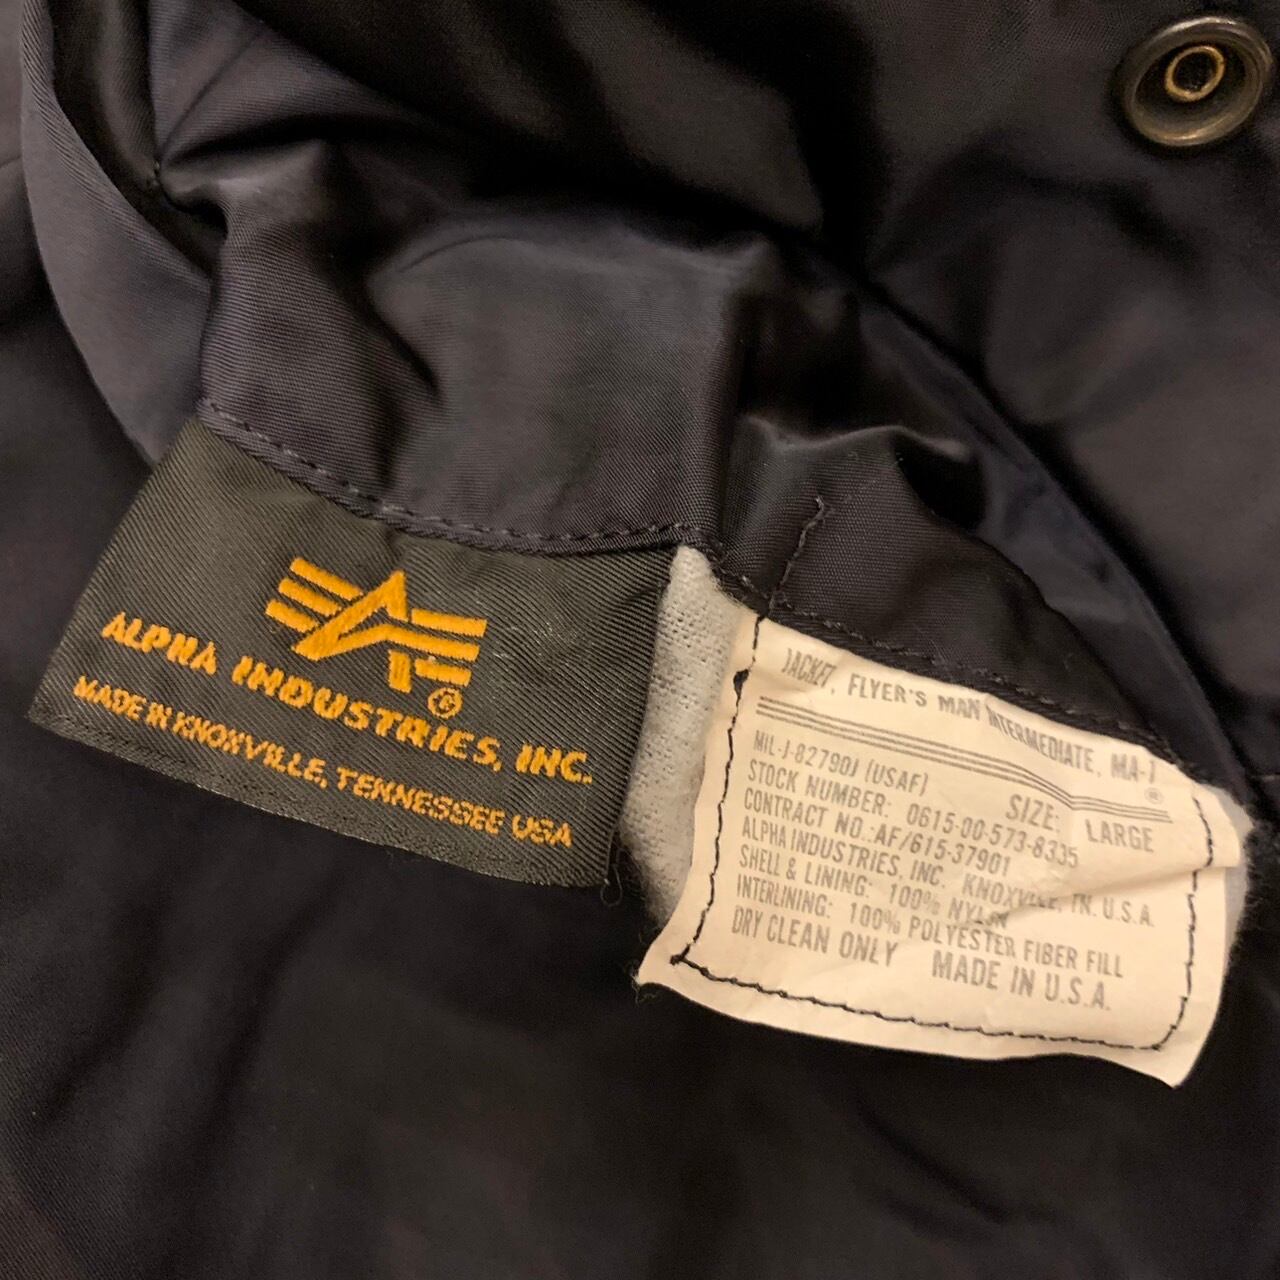 ALPHA INDUSTRIES, INC.
MADE IN KNOXVILLE, TENNESSEE USA
JACKET, FLYER'S MAN INTERMEDIATE, MA-1
®
MIL-J-82790J (USAF)
SIZE: LARGE
STOCK NUMBER: 0615-00-573-8335
CONTRACT NO.:AF/615-37901
ALPHA INDUSTRIES, INC. KNOXVILLE, TN. U.S.A.
SHELL & LINING: 100% NYLON
INTERLINING: 100% POLYESTER FIBER FILL
DRY CLEAN ONLY MADE IN U.S.A.